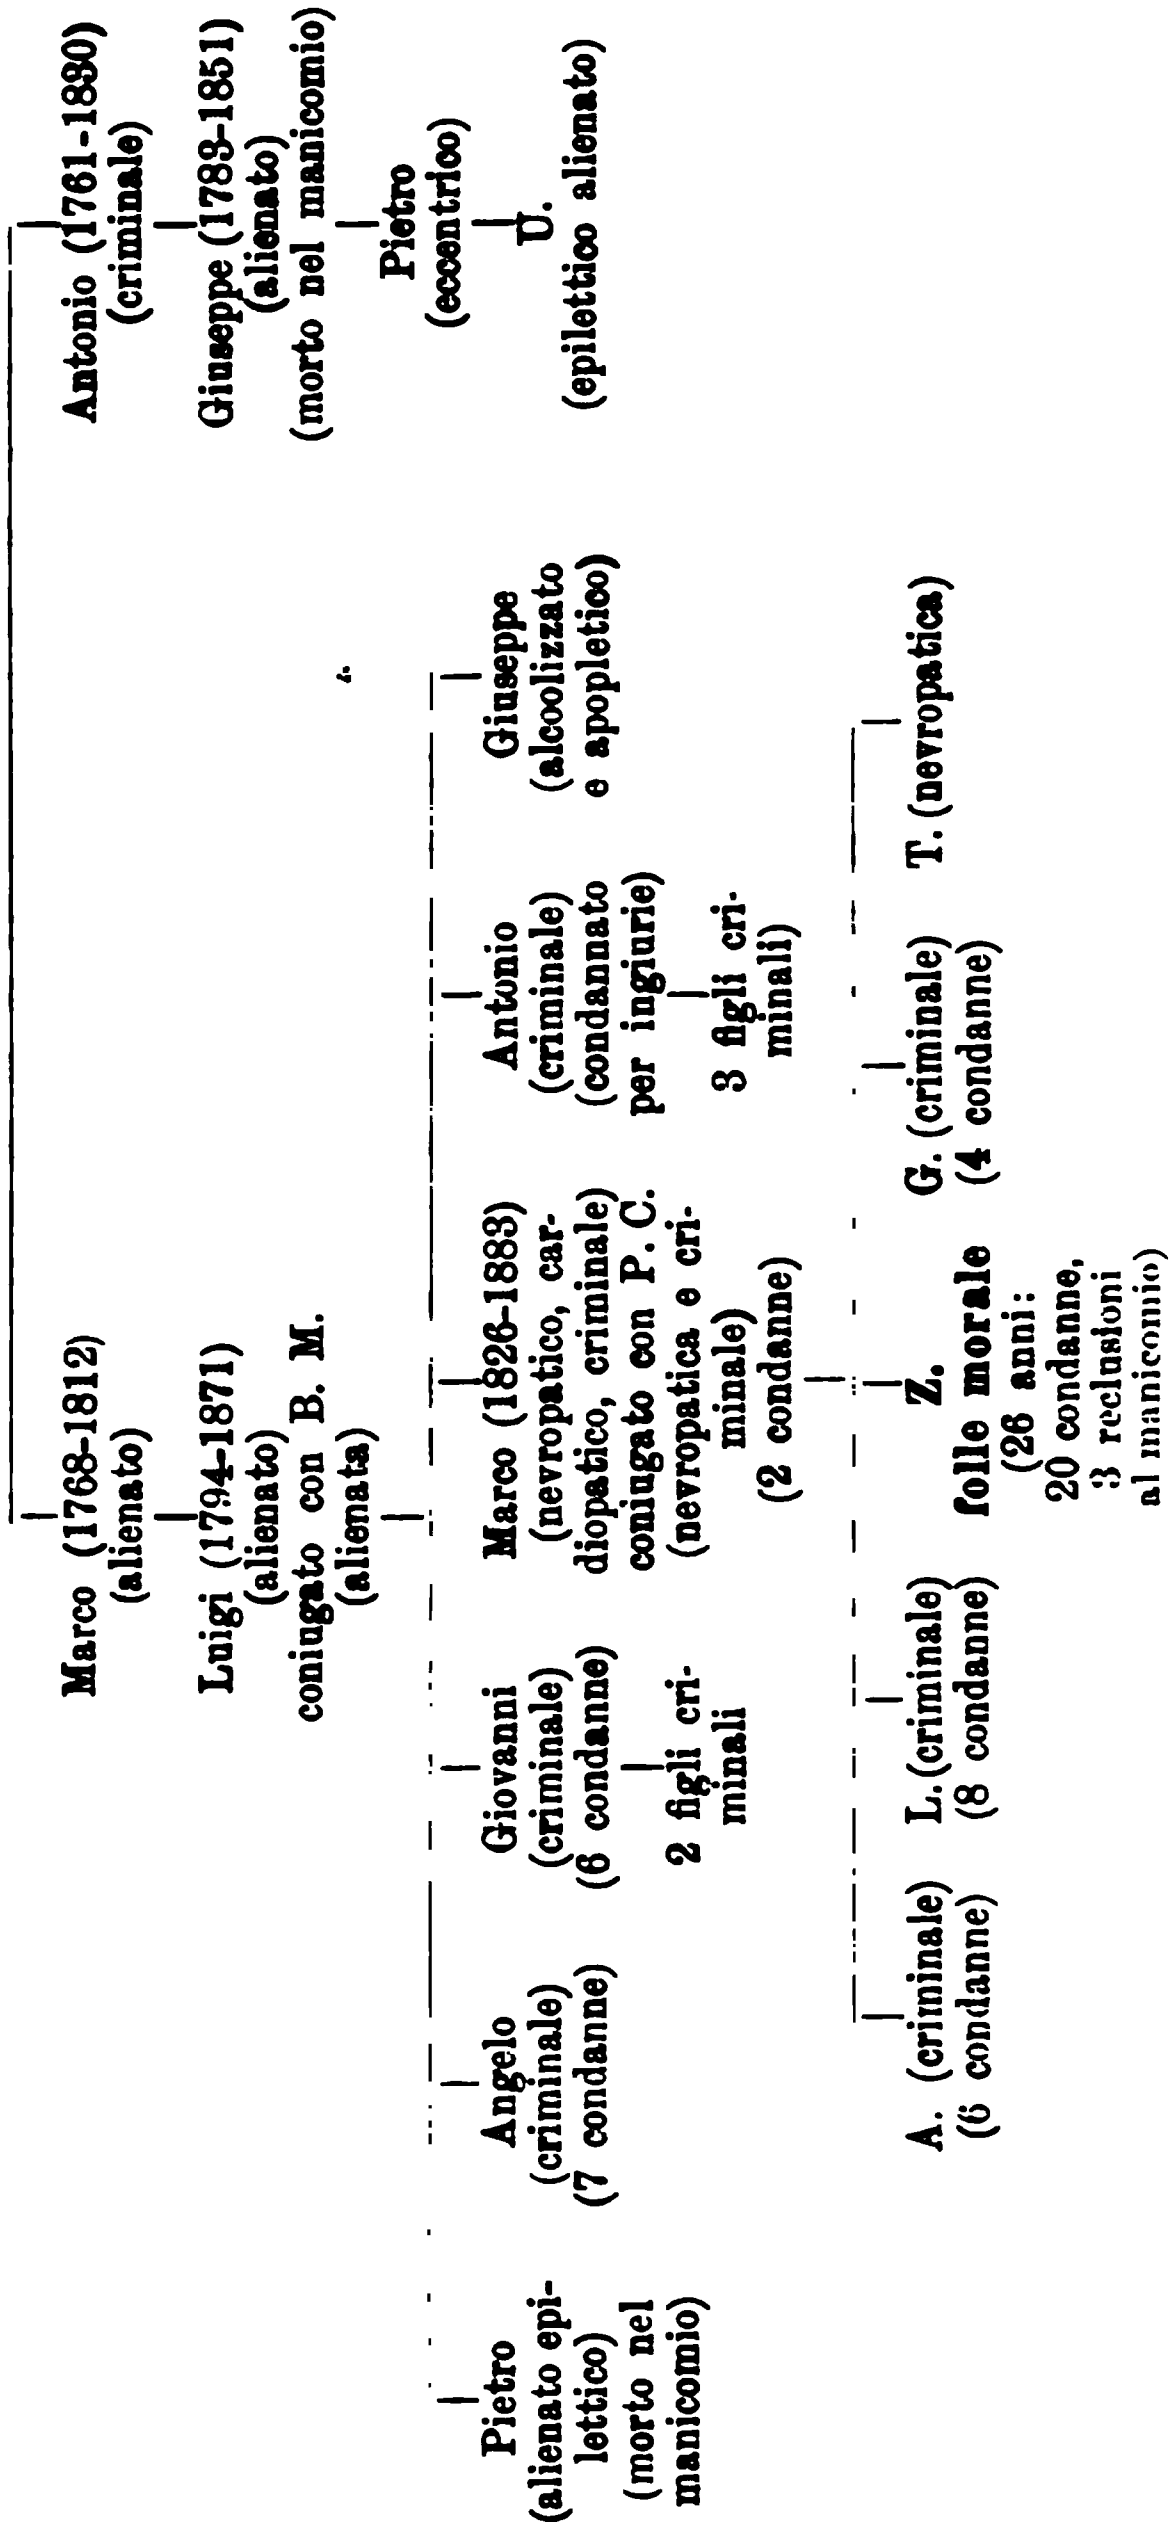 Marco (1768-1812)
(alienato)
Luigi (1794-1871)
(alienato)
coniugato con B. M.
(alienata)
Antonio (1761-1830)
(criminale)
Giuseppe (1783-1851)
(alienato)
(morto nel manicomio)
Pietro
(eccentrico)
U.
(epilettico alienato)
Pietro
(alienato epi-
lettico)
(morto nel
manicomio)
Angelo
(criminale)
(7 condanne)
Giovanni
(criminale)
(6 condanne)
2 figli cri-
minali
Marco (1826-1883)
(nevropatico, car-
diopatico, criminale)
coniugato con P. C.
(nevropatica e cri-
minale)
(2 condanne)
Antonio
(criminale)
(condannato
per ingiurie)
3 figli cri-
minali)
Giuseppe
(alcoolizzato
e apopletico)
A. (criminale)
(6 condanne)
L. (criminale)
(8 condanne)
Z.
folle morale
(26 anni:
20 condanne,
3 reclusioni
al manicomio)
G. (criminale)
(4 condanne)
T. (nevropatica)